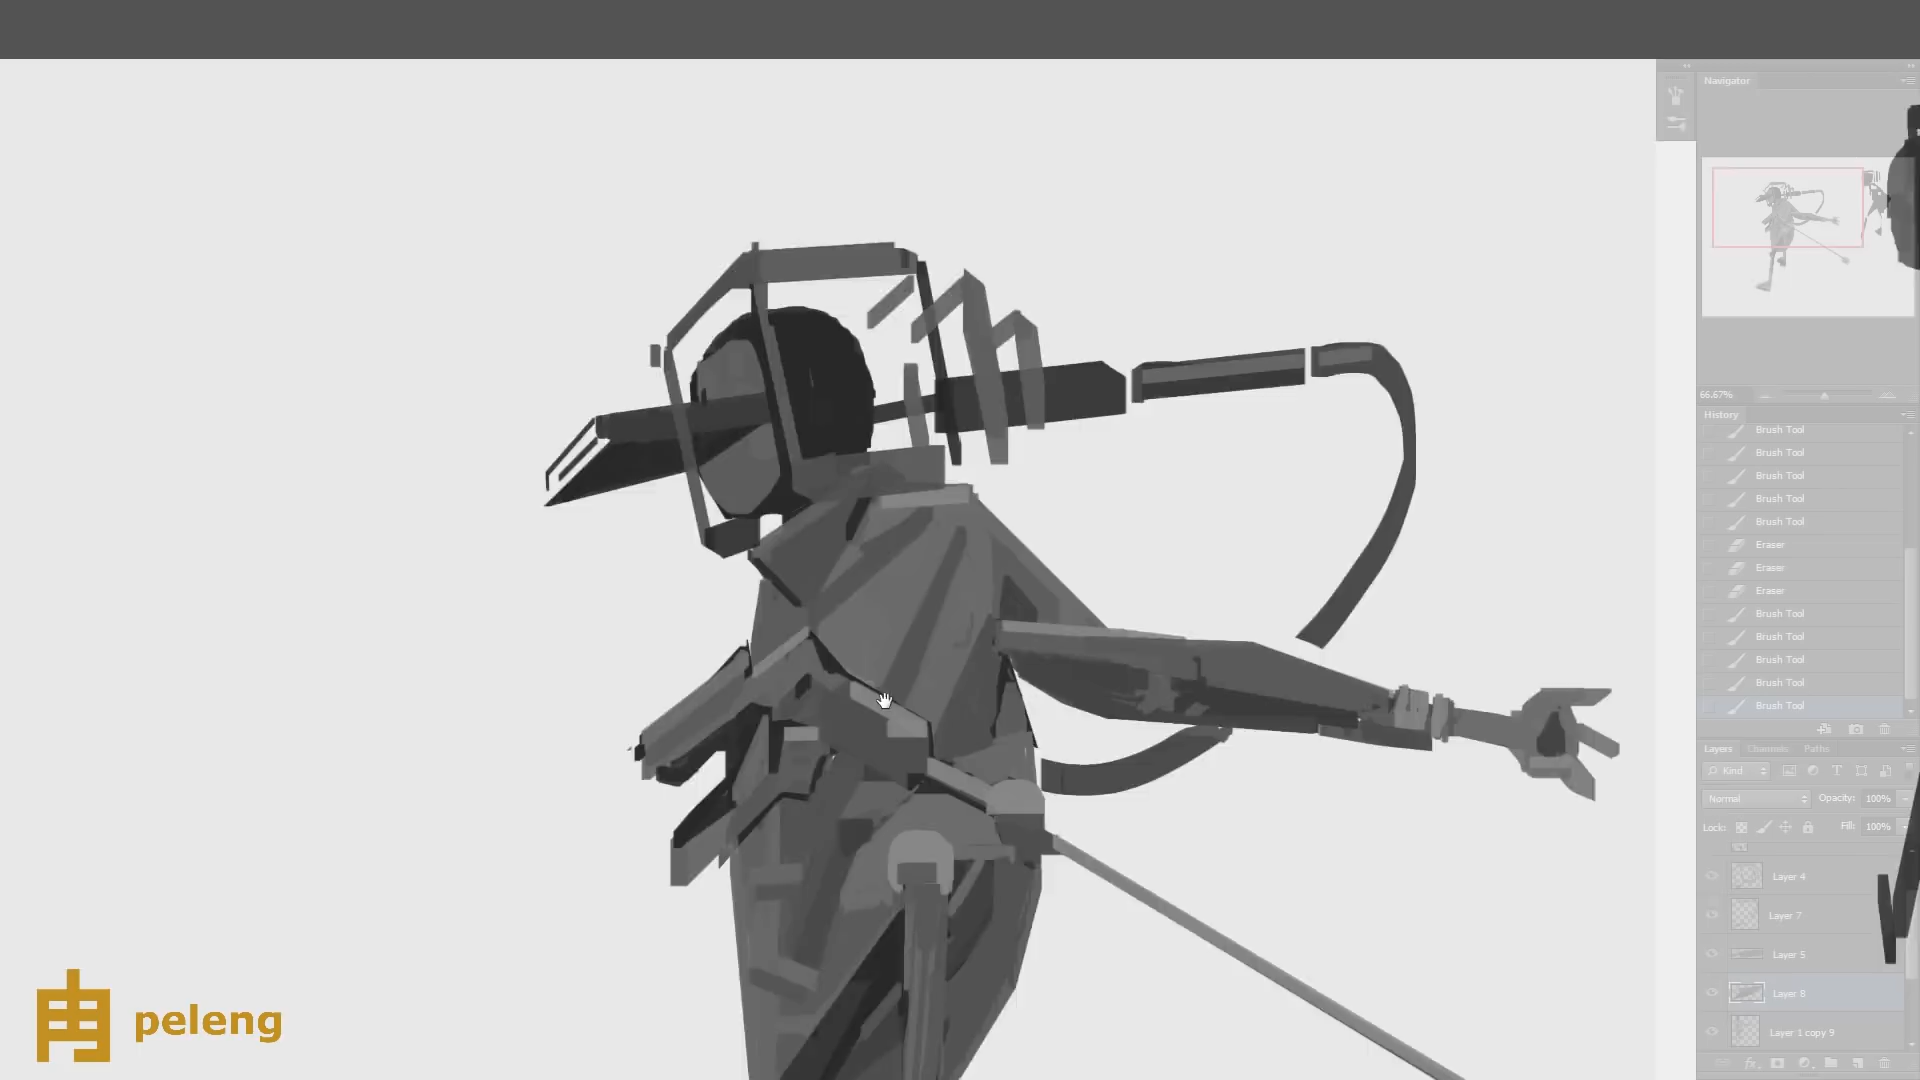 Navigator
66.67%
History
Brush Tool
Brush Tool
Brush Tool
Brush Tool
Brush Tool
Eraser
Eraser
Eraser
Brush Tool
Brush Tool
Brush Tool
Brush Tool
Brush Tool
Layers Channels Paths
Kind
Normal Opacity: 100%
Lock: Fill: 100%
Layer 4
Layer 7
Layer 5
Layer 8
Layer 1 copy 9
peleng